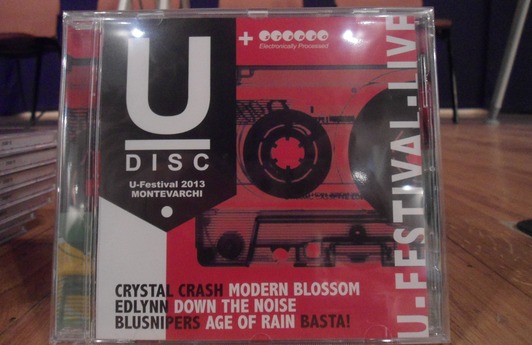 U
DISC
U-Festival 2013
MONTEVARCHI
+
Electronically Processed
U-FESTIVAL-LIVE
CRYSTAL CRASH MODERN BLOSSOM
EDLYNN DOWN THE NOISE
BLUSNIPERS AGE OF RAIN BASTA!